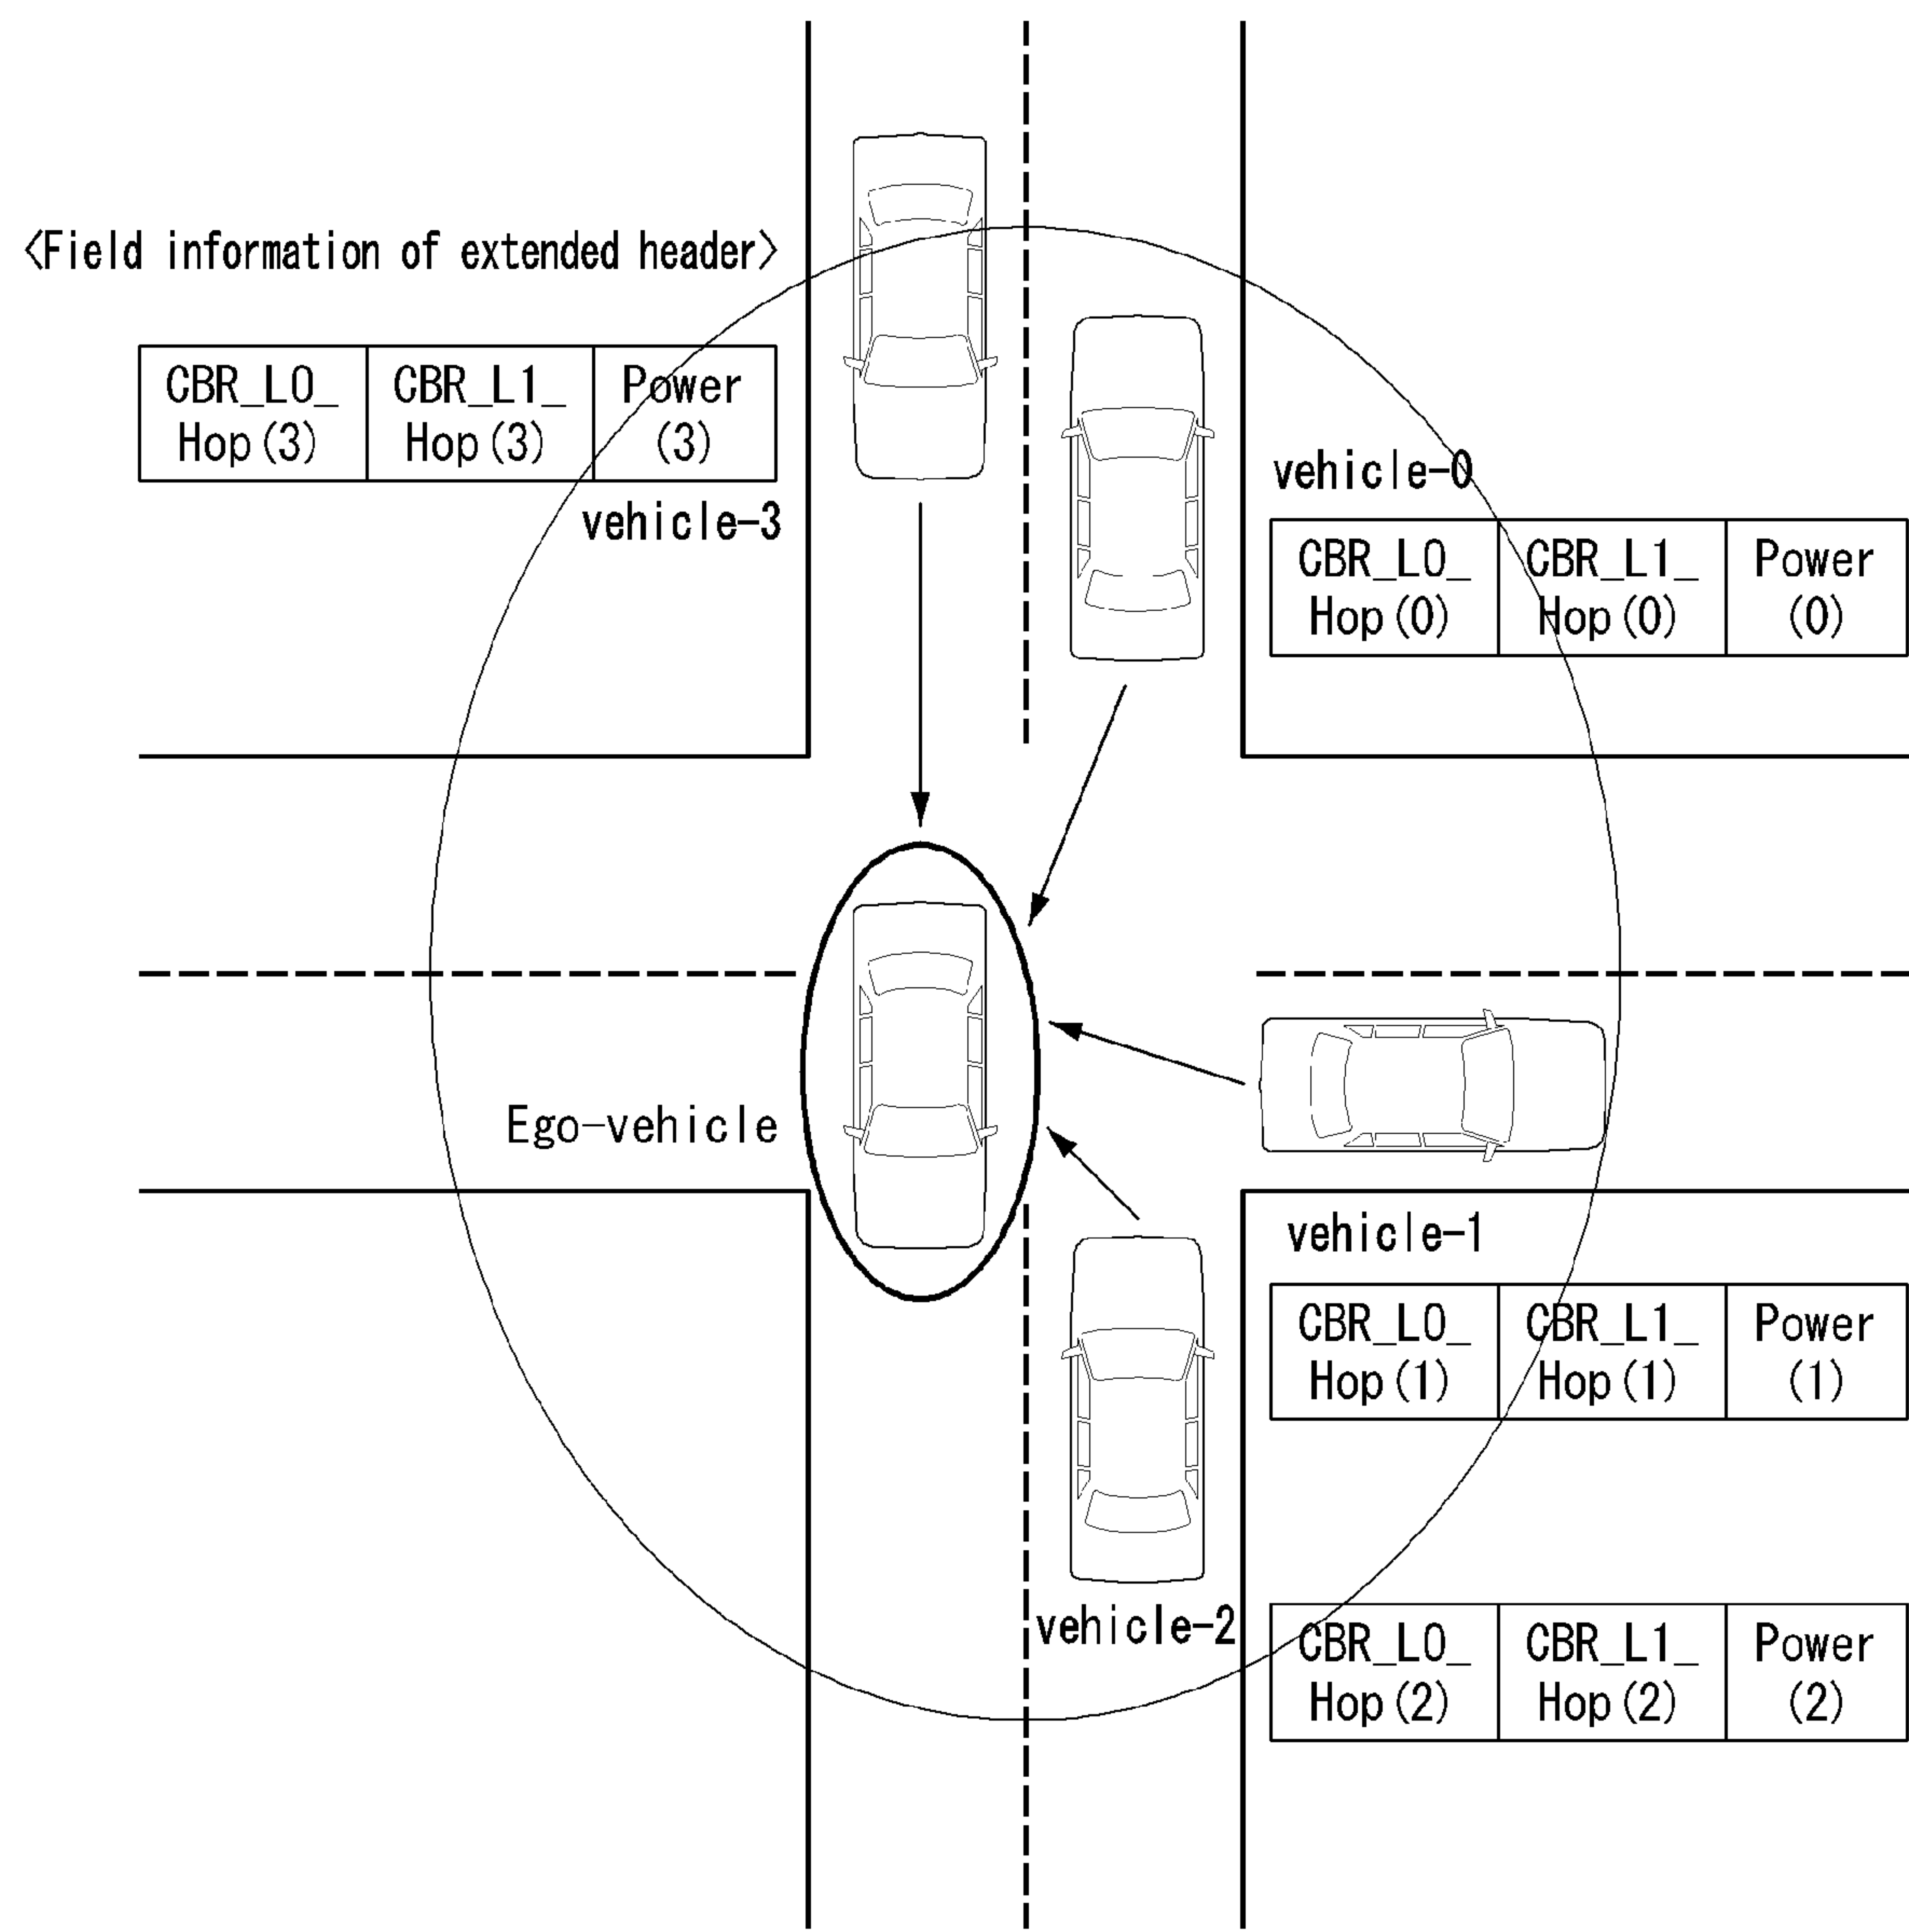 <Field information of extended header>
CBR_L0_ CBR_L1_ Power
Hop(3) Hop(3) (3)
vehicle-3
vehicle-0
CBR_L0_ CBR_L1_ Power
Hop(0) Hop(0) (0)
Ego-vehicle
vehicle-1
CBR_L0_ CBR_L1_ Power
Hop(1) Hop(1) (1)
vehicle-2
CBR_L0_ CBR_L1_ Power
Hop(2) Hop(2) (2)